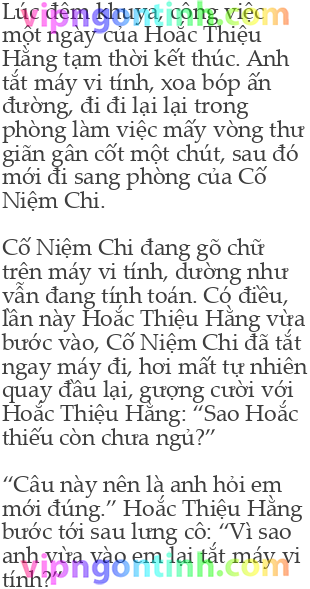 Lúc đêm khuya, công việc
một ngày của Hoắc Thiệu
Hằng tạm thời kết thúc. Anh
tắt máy vi tính, xoa bóp ấn
đường, đi đi lại lại trong
phòng làm việc mấy vòng thư
giãn gân cốt một chút, sau đó
mới đi sang phòng của Cố
Niệm Chi.
Cố Niệm Chi đang gõ chữ
trên máy vi tính, dường như
vẫn đang tính toán. Có điều,
lần này Hoắc Thiệu Hằng vừa
bước vào, Cố Niệm Chi đã tắt
ngay máy đi, hơi mất tự nhiên
quay đầu lại, gượng cười với
Hoắc Thiệu Hằng: “Sao Hoắc
thiếu còn chưa ngủ?”
“Câu này nên là anh hỏi em
mới đúng.” Hoắc Thiệu Hằng
bước tới sau lưng cô: “Vì sao
anh vừa vào em lại tắt máy vi
tính?”
vipngontinh.com
vipngontinh.com